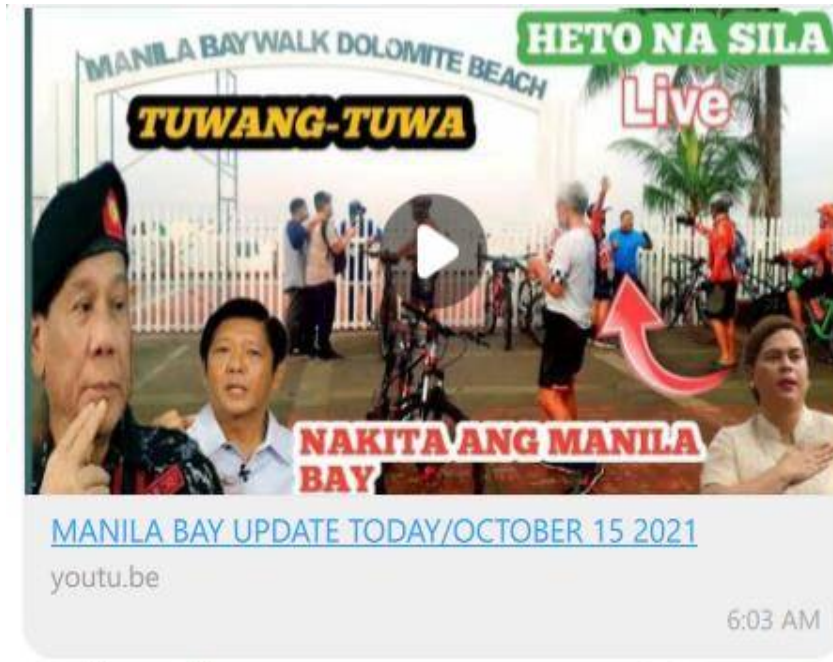 MANILA BAYWALK DOLOMITE BEACH
HETO NA SILA
Live
TUWANG-TUWA
NAKITA ANG MANILA
BAY
MANILA BAY UPDATE TODAY/OCTOBER 15 2021
youtu.be
6:03 AM